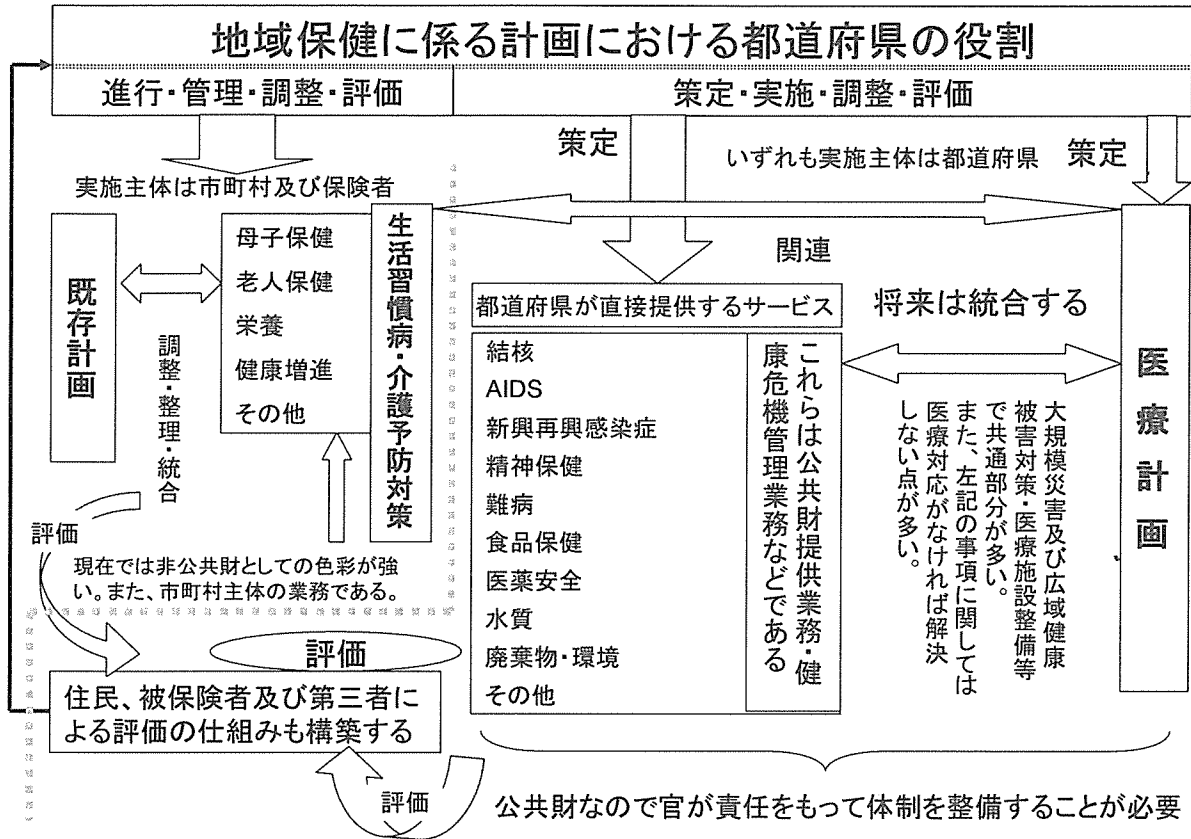 地域保健に係る計画における都道府県の役割
進行・管理・調整・評価
策定・実施・調整・評価
策定
いずれも実施主体は都道府県
策定
実施主体は市町村及び保険者
既存計画
調整・整理・統合
母子保健
老人保健
栄養
健康増進
その他
生活習慣病・介護予防対策
関連
都道府県が直接提供するサービス
将来は統合する
結核
AIDS
新興再興感染症
精神保健
難病
食品保健
医薬安全
水質
廃棄物・環境
その他
これらは公共財提供業務・健
康危機管理業務などである
大規模災害及び広域健康
被害対策・医療施設整備等
で共通部分が多い。
また、左記の事項に関しては
医療対応がなければ解決
しない点が多い。
医療計画
評価
現在では非公共財としての色彩が強
い。また、市町村主体の業務である。
評価
住民、被保険者及び第三者に
よる評価の仕組みも構築する
評価
公共財なので官が責任をもって体制を整備することが必要